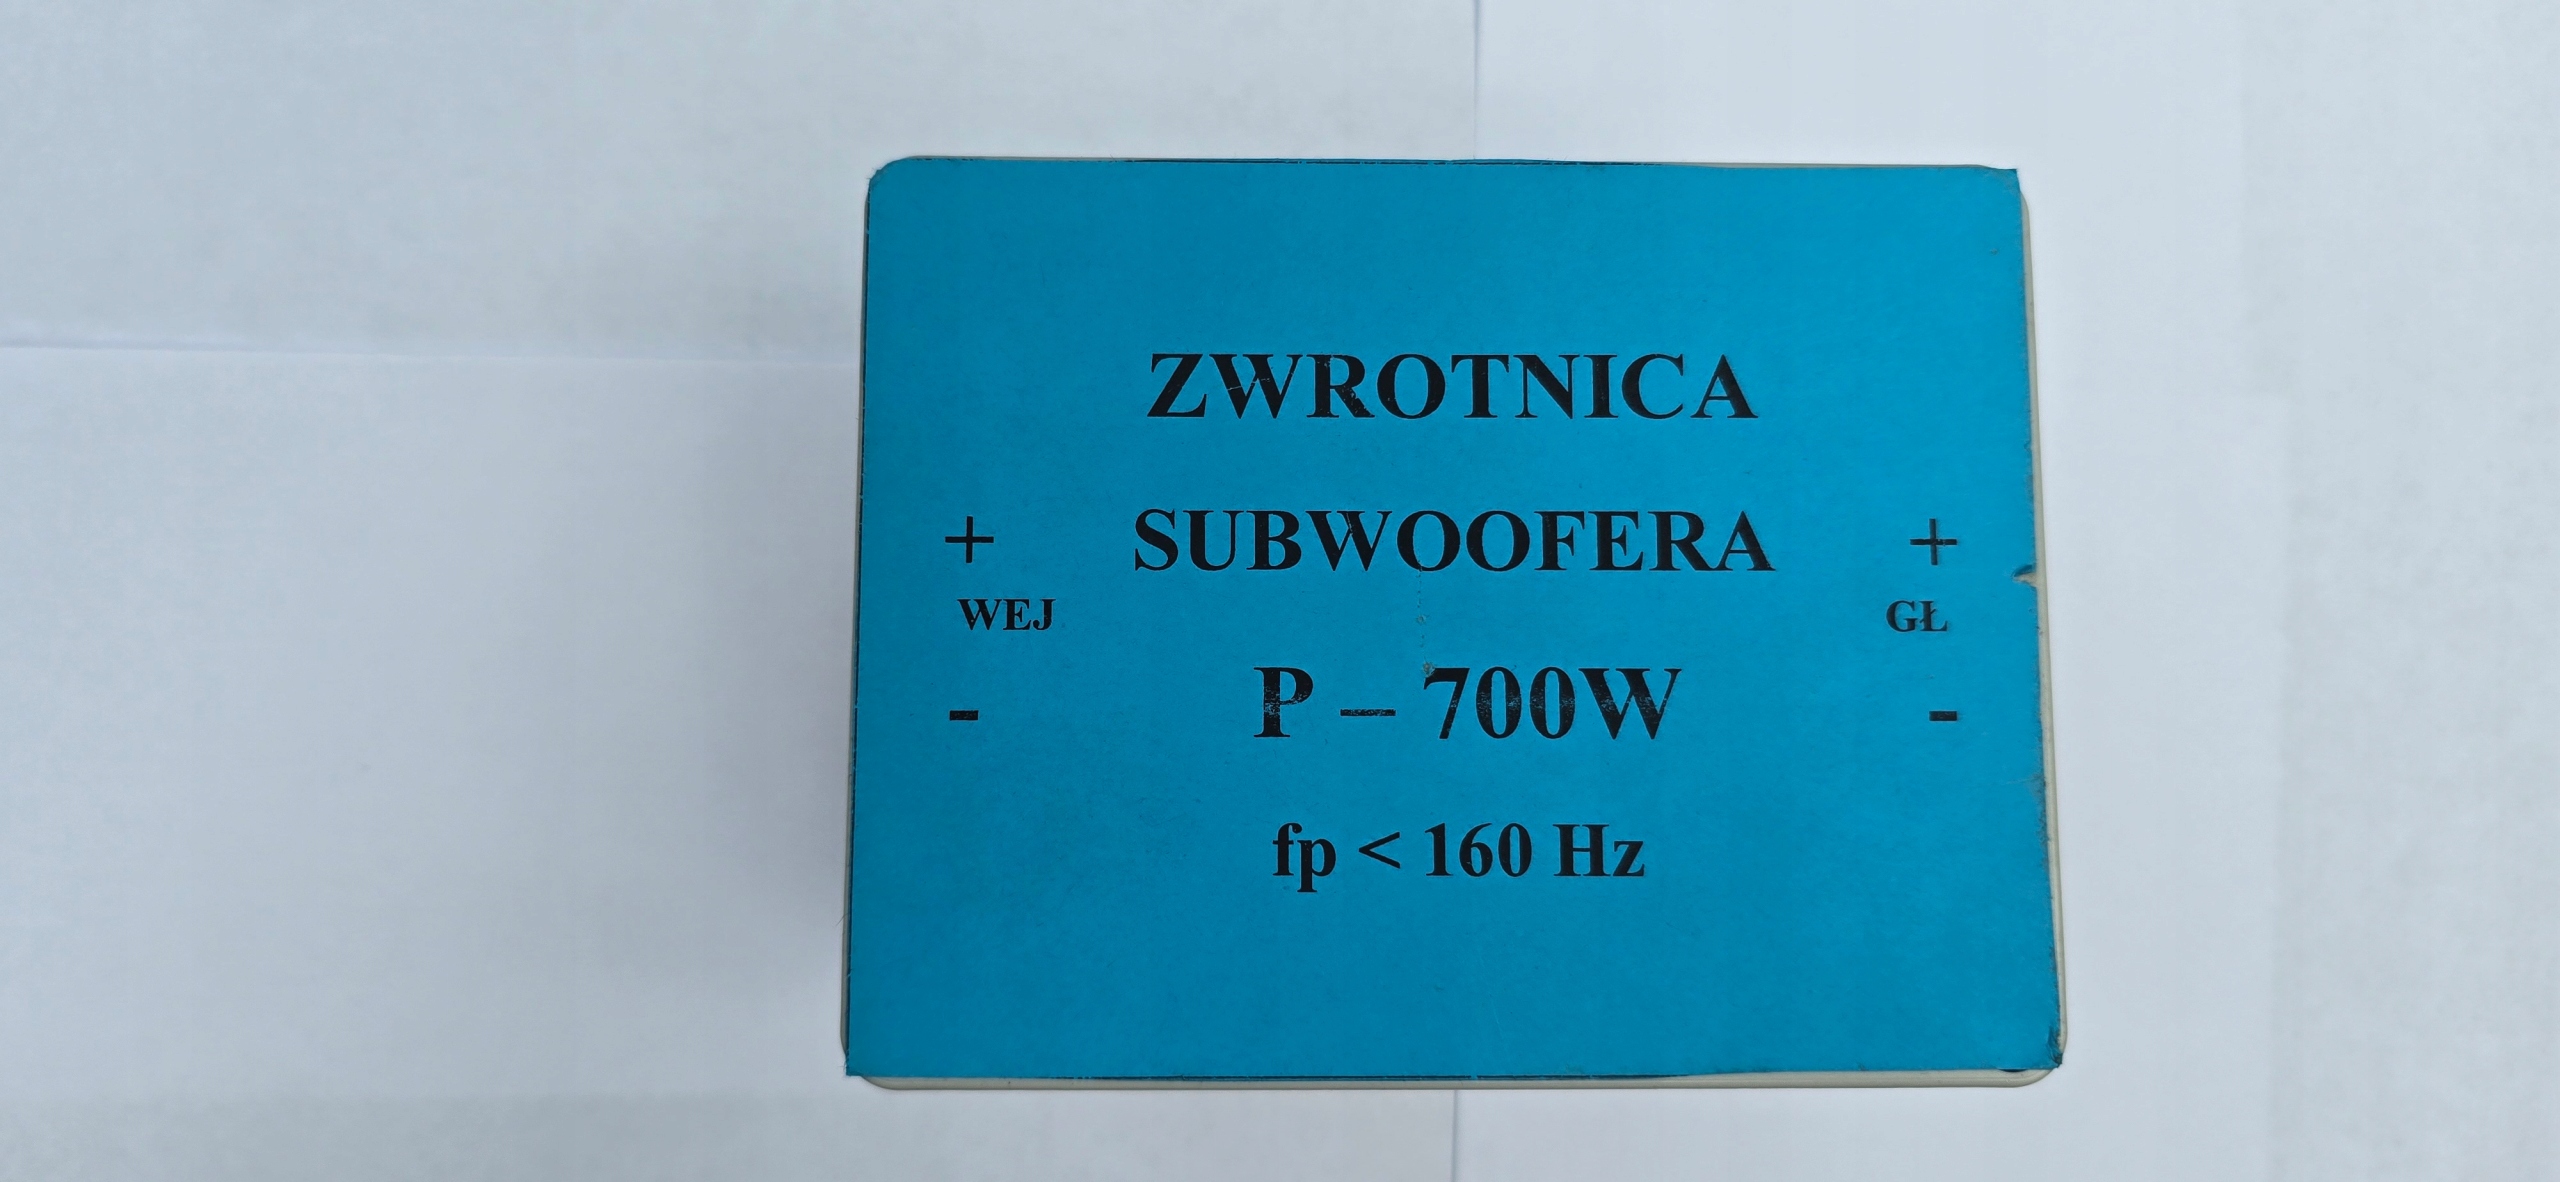 ZWROTNICA
+ SUBWOOFERA +
WEJ GŁ
- P – 700W -
fp < 160 Hz